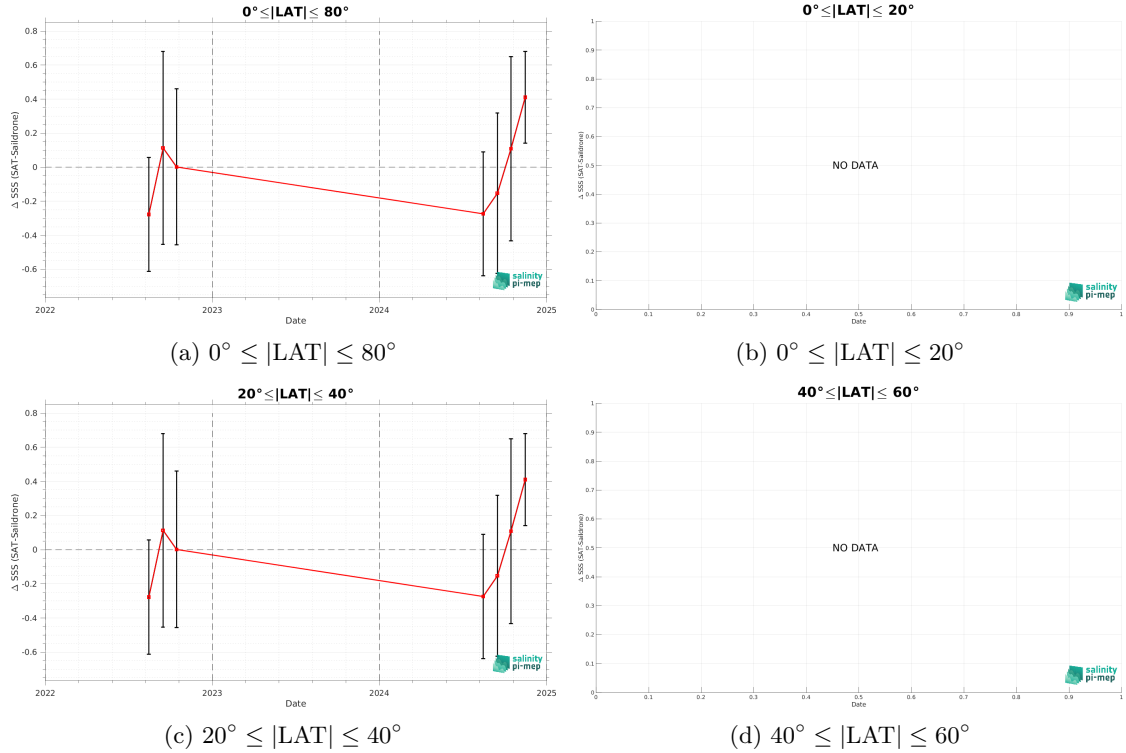 0°≤|LAT|≤ 80°
Δ SSS (SAT-Saildrone)
0.8
0.6
0.4
0.2
0
-0.2
-0.4
-0.6
2022
2023
2024
2025
Date
salinity
pi-mep
(a) 0° ≤ |LAT| ≤ 80°
0°≤|LAT|≤ 20°
Δ SSS (SAT-Saildrone)
1
0.9
0.8
0.7
0.6
0.5
0.4
0.3
0.2
0.1
0
NO DATA
0 0.1 0.2 0.3 0.4 0.5 0.6 0.7 0.8 0.9 1
Date
salinity
pi-mep
(b) 0° ≤ |LAT| ≤ 20°
20°≤|LAT|≤ 40°
Δ SSS (SAT-Saildrone)
0.8
0.6
0.4
0.2
0
-0.2
-0.4
-0.6
2022
2023
2024
2025
Date
salinity
pi-mep
(c) 20° ≤ |LAT| ≤ 40°
40°≤|LAT|≤ 60°
Δ SSS (SAT-Saildrone)
1
0.9
0.8
0.7
0.6
0.5
0.4
0.3
0.2
0.1
0
NO DATA
0 0.1 0.2 0.3 0.4 0.5 0.6 0.7 0.8 0.9 1
Date
salinity
pi-mep
(d) 40° ≤ |LAT| ≤ 60°